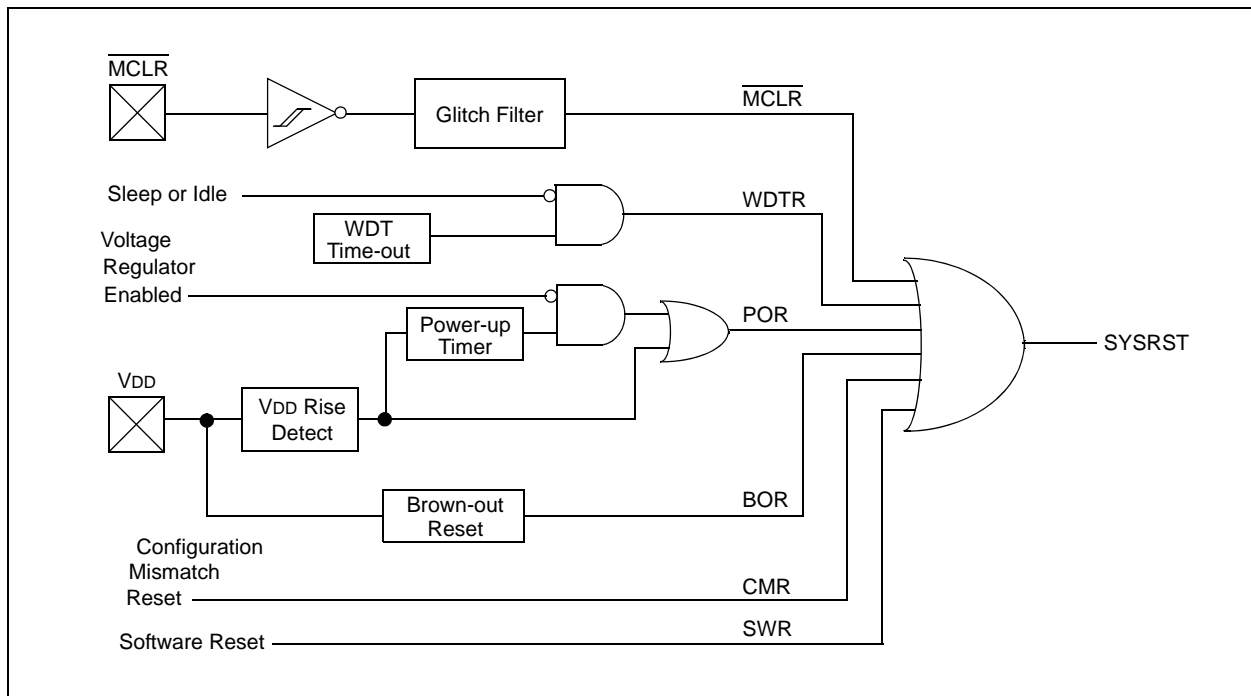 MCLR
Glitch Filter
MCLR
Sleep or Idle
WDT
Time-out
WDTR
Voltage
Regulator
Enabled
Power-up
Timer
POR
SYSRST
VDD
VDD Rise
Detect
Brown-out
Reset
BOR
Configuration
Mismatch
Reset
CMR
Software Reset
SWR